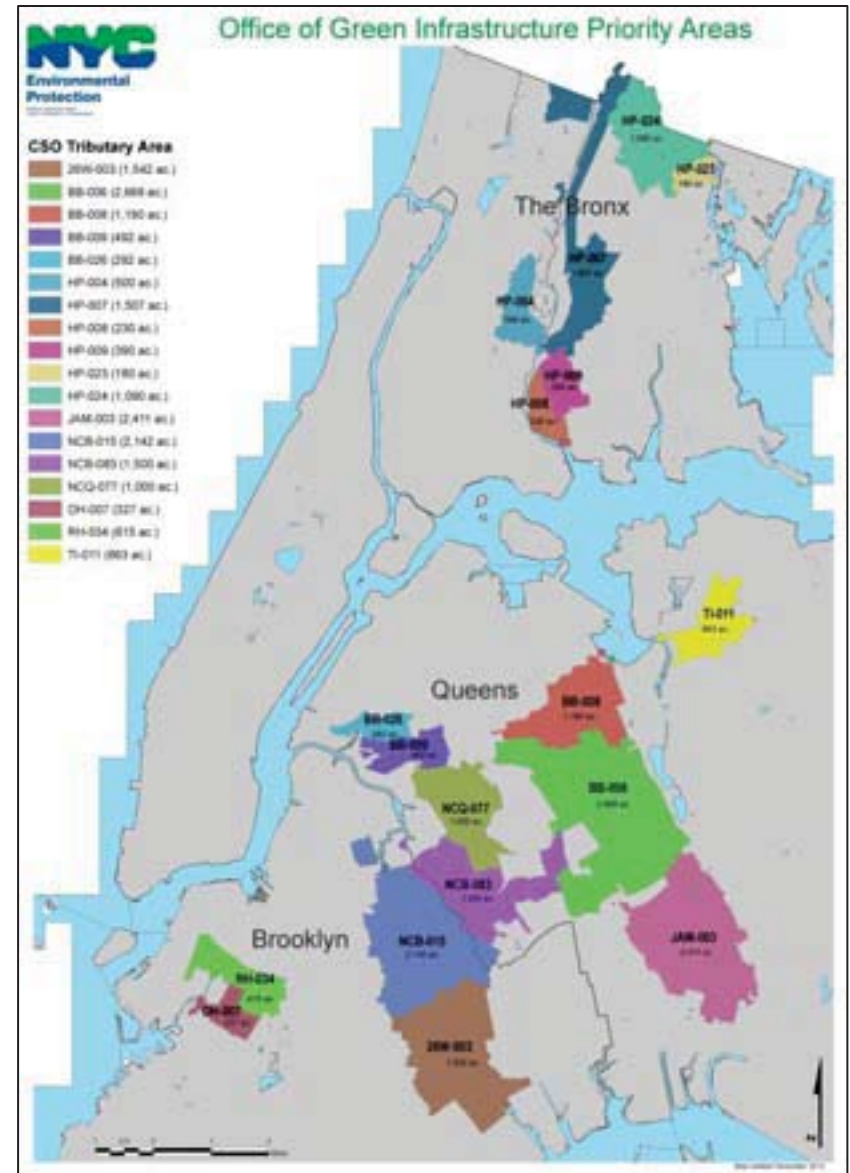 Office of Green Infrastructure Priority Areas
NYC
Environmental
Protection
CSO Tributary Area
26W-003 (1,542 ac.)
BB-006 (2,668 ac.)
BB-008 (1,190 ac.)
BB-009 (492 ac.)
BB-026 (292 ac.)
HP-004 (500 ac.)
HP-007 (1,507 ac.)
HP-008 (230 ac.)
HP-009 (390 ac.)
HP-023 (180 ac.)
HP-024 (1,090 ac.)
JAM-003 (2,411 ac.)
NCB-015 (2,142 ac.)
NCB-083 (1,500 ac.)
NCQ-077 (1,000 ac.)
OH-007 (327 ac.)
RH-034 (615 ac.)
TI-011 (863 ac.)
HP-024
HP-023
The Bronx
HP-007
HP-004
HP-009
HP-008
TI-011
Queens
BB-008
BB-026
BB-009
BB-006
NCQ-077
NCB-083
JAM-003
Brooklyn
NCB-015
RH-034
OH-007
26W-003